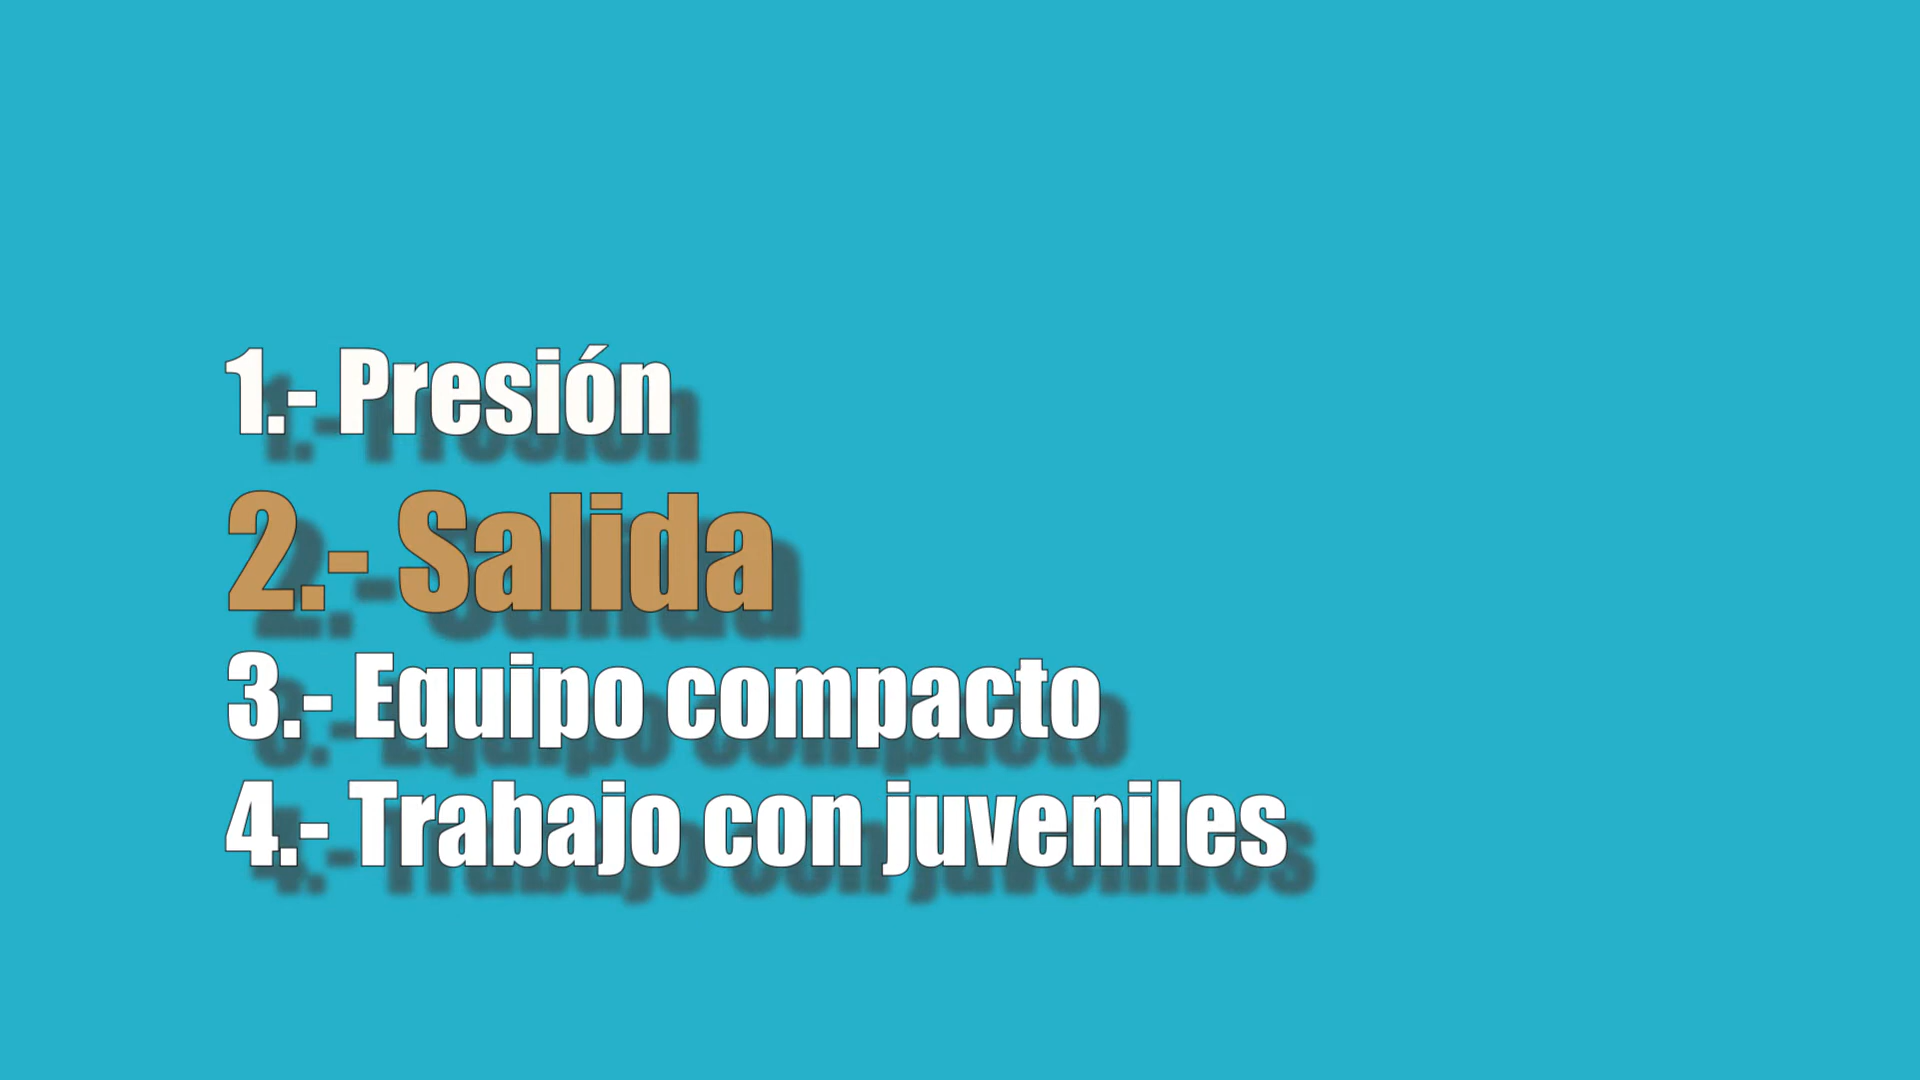 1.- Presión
2.- Salida
3.- Equipo compacto
4.- Trabajo con juveniles